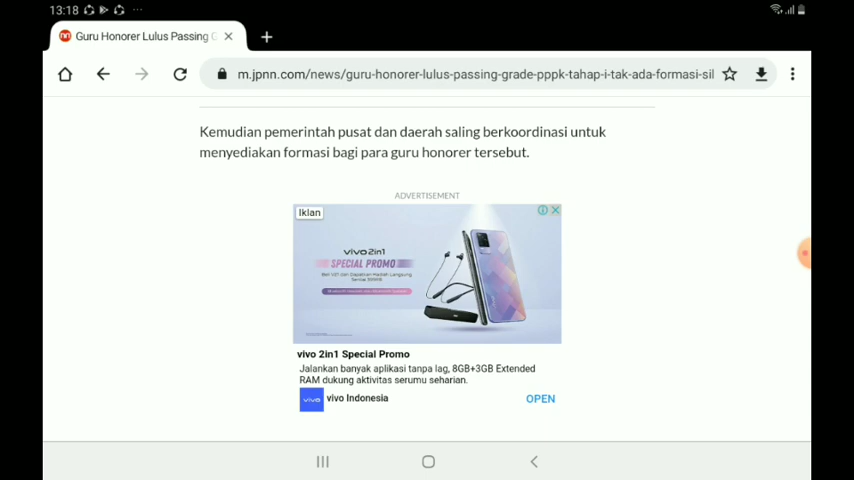 13:18
Guru Honorer Lulus Passing G
m.jpnn.com/news/guru-honorer-lulus-passing-grade-pppk-tahap-i-tak-ada-formasi-sil
Kemudian pemerintah pusat dan daerah saling berkoordinasi untuk
menyediakan formasi bagi para guru honorer tersebut.
ADVERTISEMENT
Iklan
vivo 2in1
SPECIAL PROMO
vivo 2in1 Special Promo
Jalankan banyak aplikasi tanpa lag, 8GB+3GB Extended
RAM dukung aktivitas serumu seharian.
vivo
vivo Indonesia
OPEN